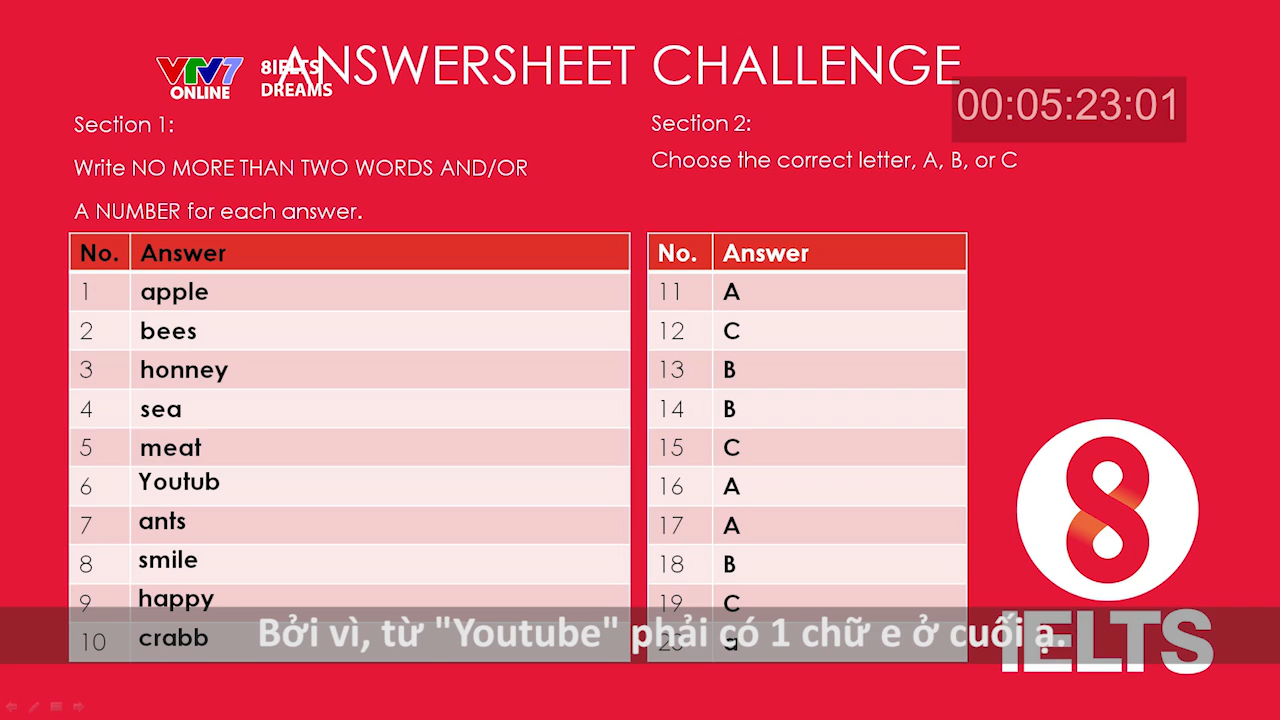 ANSWERSHEET CHALLENGE
VTV7
ONLINE
8IELTS
DREAMS
00:05:23:01
Section 1:
Write NO MORE THAN TWO WORDS AND/OR
A NUMBER for each answer.
No. Answer
1 apple
2 bees
3 honney
4 sea
5 meat
6 Youtub
7 ants
8 smile
9 happy
10 crabb
Section 2:
Choose the correct letter, A, B, or C
No. Answer
11 A
12 C
13 B
14 B
15 C
16 A
17 A
18 B
19 C
a
8
IELTS
Bởi vì, từ "Youtube" phải có 1 chữ e ở cuối ạ.